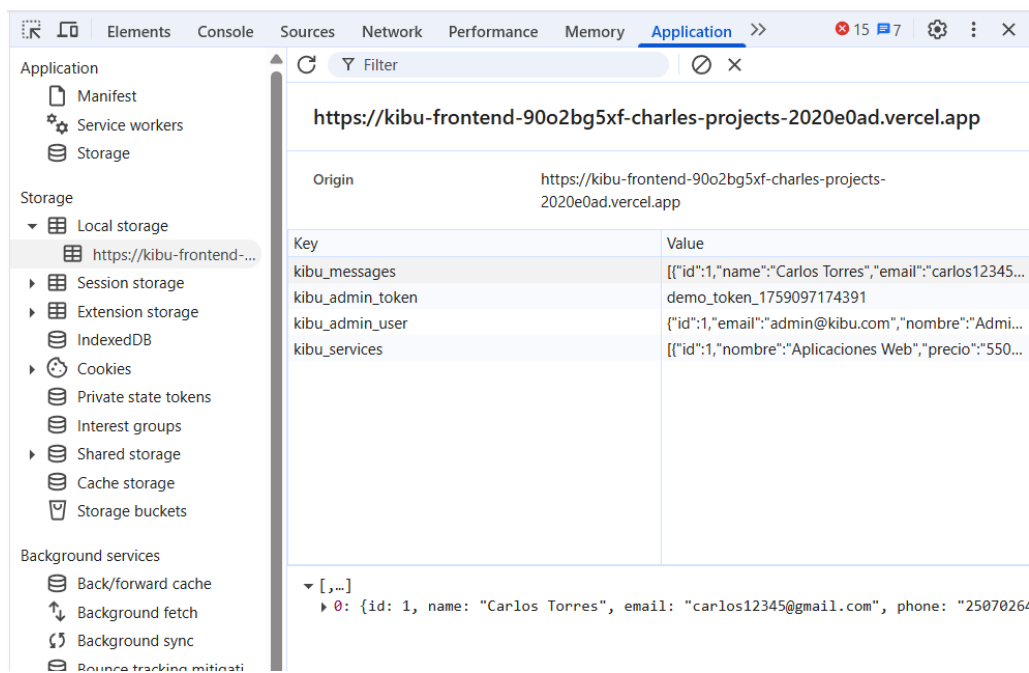 Elements Console Sources Network Performance Memory Application 15 7
Application
Manifest
Service workers
Storage
Storage
Local storage
https://kibu-frontend-...
Session storage
Extension storage
IndexedDB
Cookies
Private state tokens
Interest groups
Shared storage
Cache storage
Storage buckets
Background services
Back/forward cache
Background fetch
Background sync
Bounce tracking mitigati
Filter
https://kibu-frontend-90o2bg5xf-charles-projects-2020e0ad.vercel.app
Origin https://kibu-frontend-90o2bg5xf-charles-projects-
2020e0ad.vercel.app
Key Value
kibu_messages [{"id":1,"name":"Carlos Torres","email":"carlos12345...
kibu_admin_token demo_token_1759097174391
kibu_admin_user {"id":1,"email":"admin@kibu.com","nombre":"Admi...
kibu_services [{"id":1,"nombre":"Aplicaciones Web","precio":"550...
[,…]
0: {id: 1, name: "Carlos Torres", email: "carlos12345@gmail.com", phone: "25070264